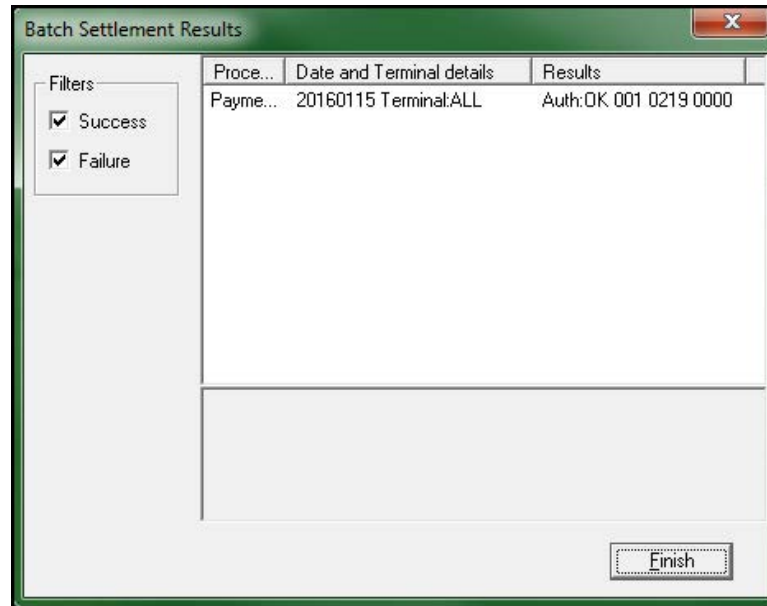 Batch Settlement Results
Filters
Success
Failure
Proce... Date and Terminal details Results
Payme... 20160115 Terminal:ALL Auth:OK 001 0219 0000
Finish